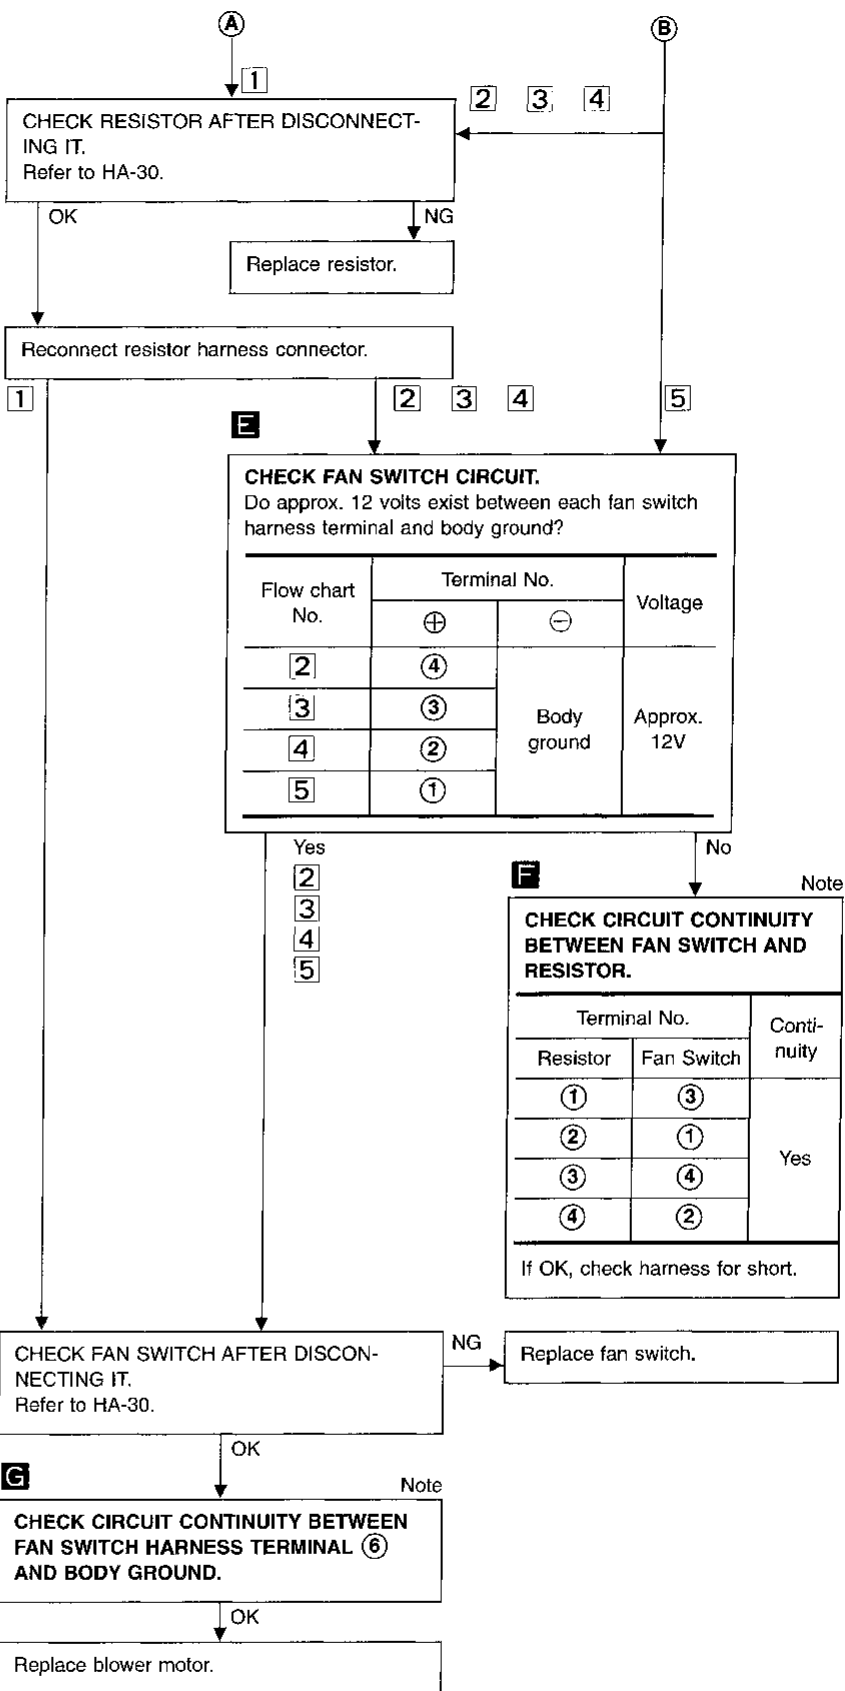 A
B
1
2 3 4
CHECK RESISTOR AFTER DISCONNECT-
ING IT.
Refer to HA-30.
OK
NG
Replace resistor.
Reconnect resistor harness connector.
1
2 3 4
5
E
CHECK FAN SWITCH CIRCUIT.
Do approx. 12 volts exist between each fan switch
harness terminal and body ground?
Flow chart
No.
Terminal No.
Voltage
⊕ ⊖
2 ④
3 ③
4 ②
5 ①
Body
ground
Approx.
12V
Yes
2
3
4
5
No
F
Note
CHECK CIRCUIT CONTINUITY
BETWEEN FAN SWITCH AND
RESISTOR.
Terminal No.
Conti-
nuity
Resistor Fan Switch
① ③
② ①
③ ④
④ ②
Yes
If OK, check harness for short.
CHECK FAN SWITCH AFTER DISCON-
NECTING IT.
Refer to HA-30.
NG
Replace fan switch.
OK
G
Note
CHECK CIRCUIT CONTINUITY BETWEEN
FAN SWITCH HARNESS TERMINAL ⑥
AND BODY GROUND.
OK
Replace blower motor.